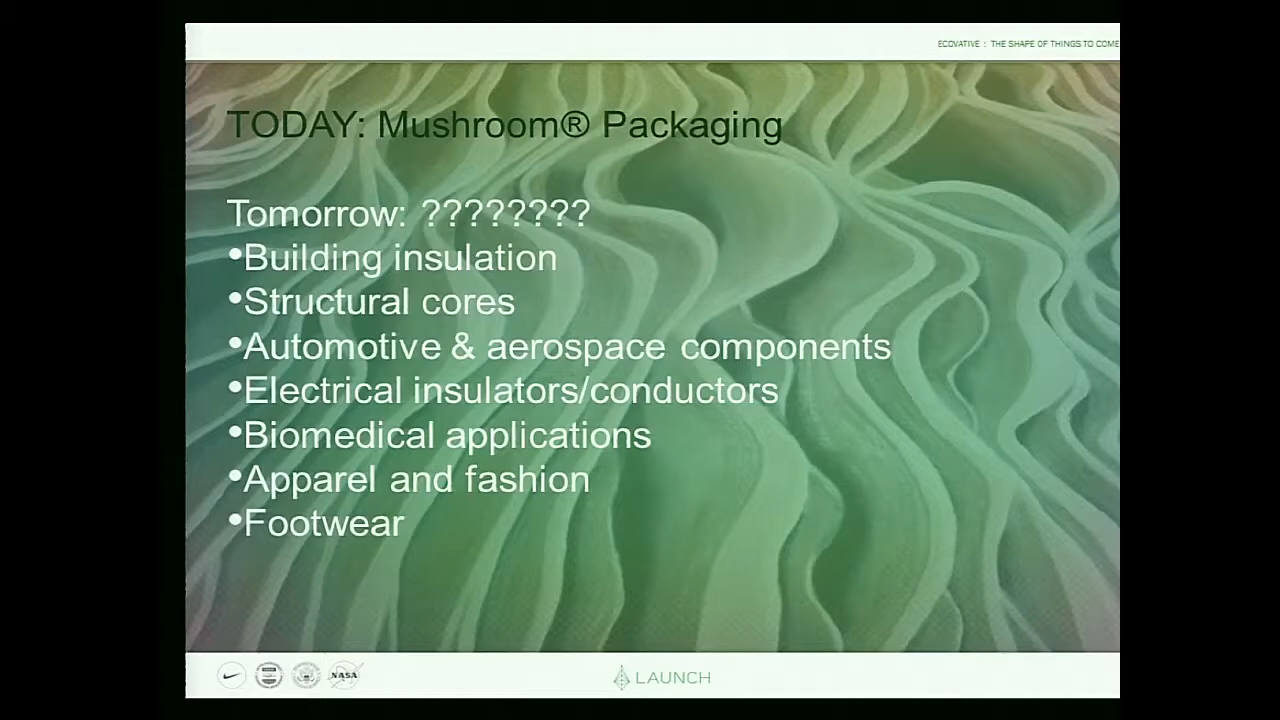 ECOVATIVE : THE SHAPE OF THINGS TO COME
TODAY: Mushroom® Packaging
Tomorrow: ????????
•Building insulation
•Structural cores
•Automotive & aerospace components
•Electrical insulators/conductors
•Biomedical applications
•Apparel and fashion
•Footwear
NASA
LAUNCH